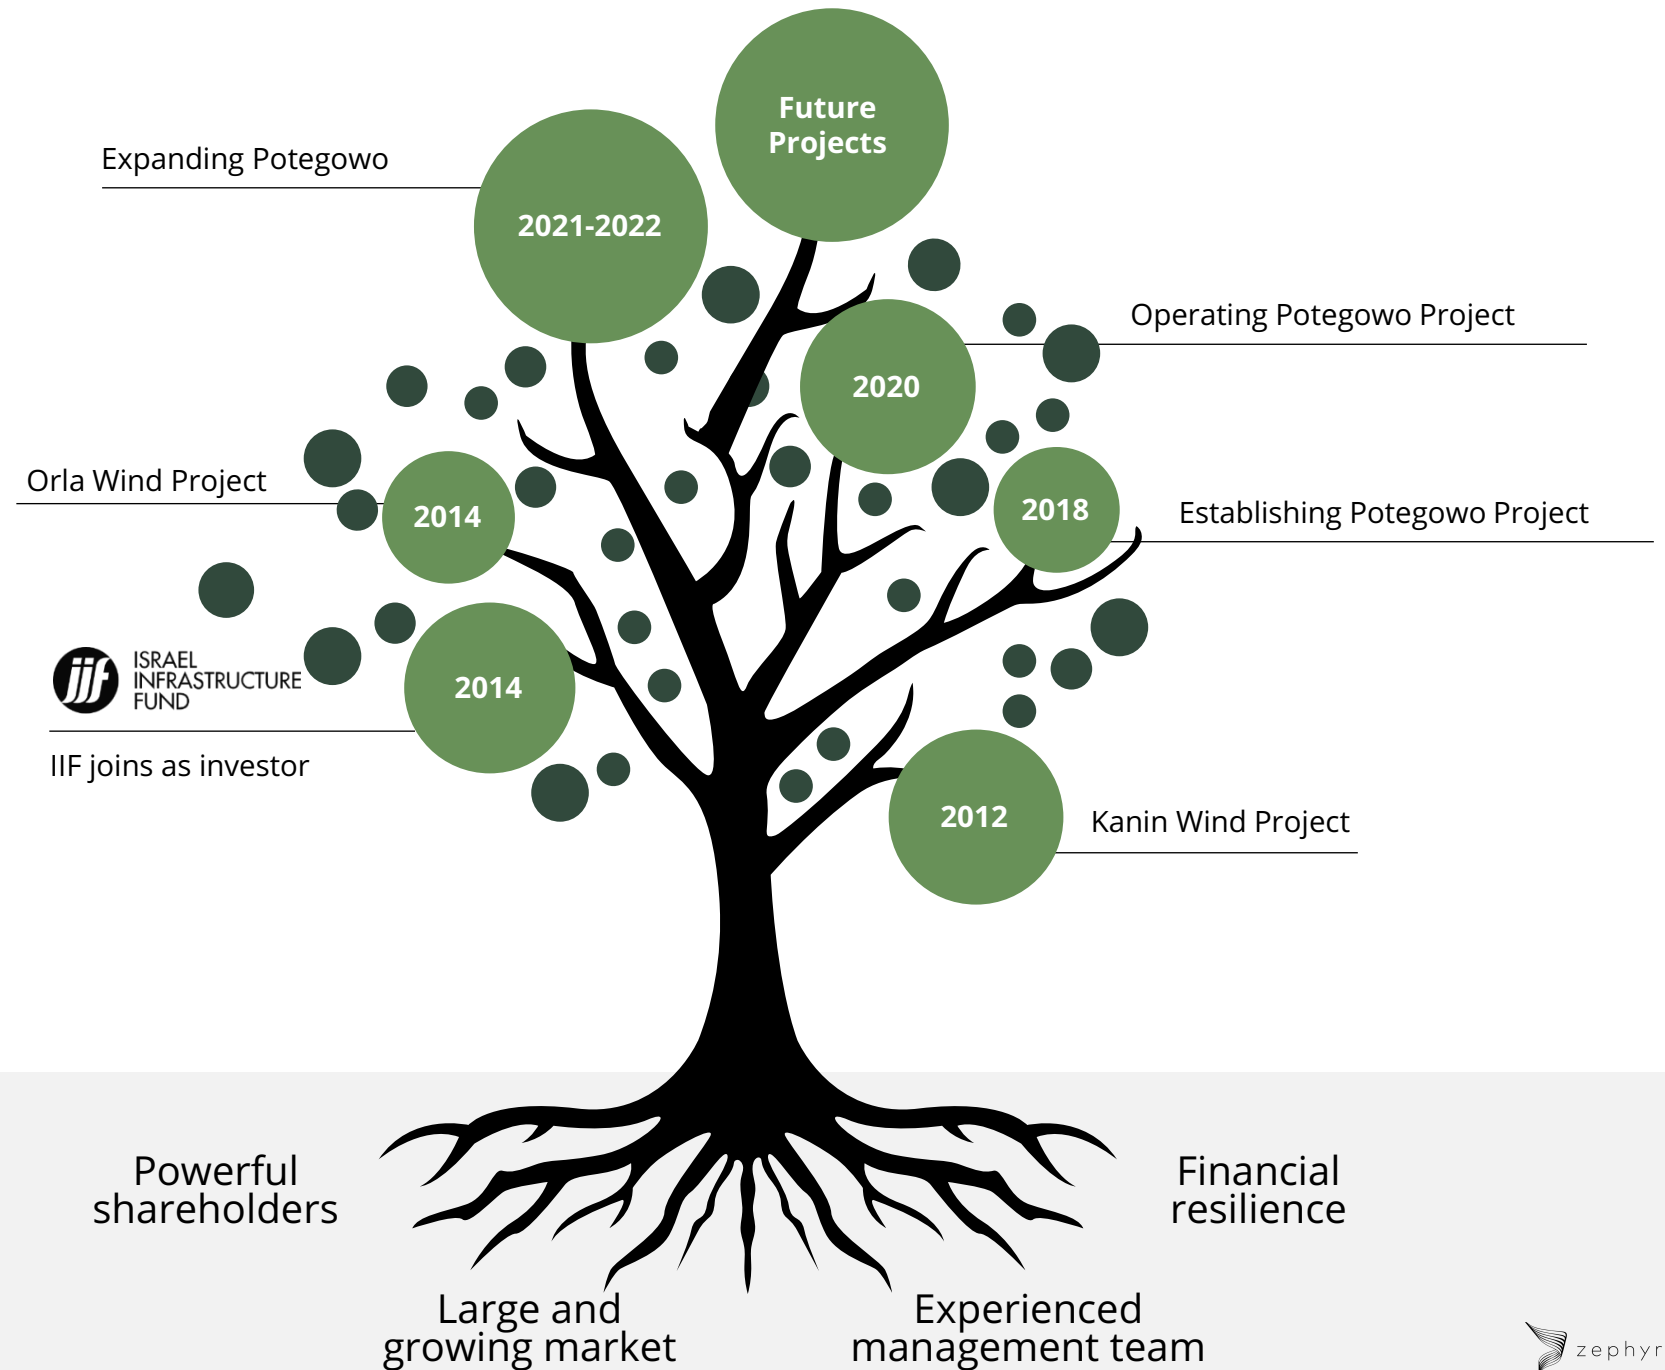 Future
Projects
Expanding Potegowo
2021-2022
Operating Potegowo Project
2020
Orla Wind Project
2014
2018
Establishing Potegowo Project
iif
ISRAEL
INFRASTRUCTURE
FUND
2014
IIF joins as investor
2012
Kanin Wind Project
Powerful
shareholders
Financial
resilience
Large and
growing market
Experienced
management team
zephyr